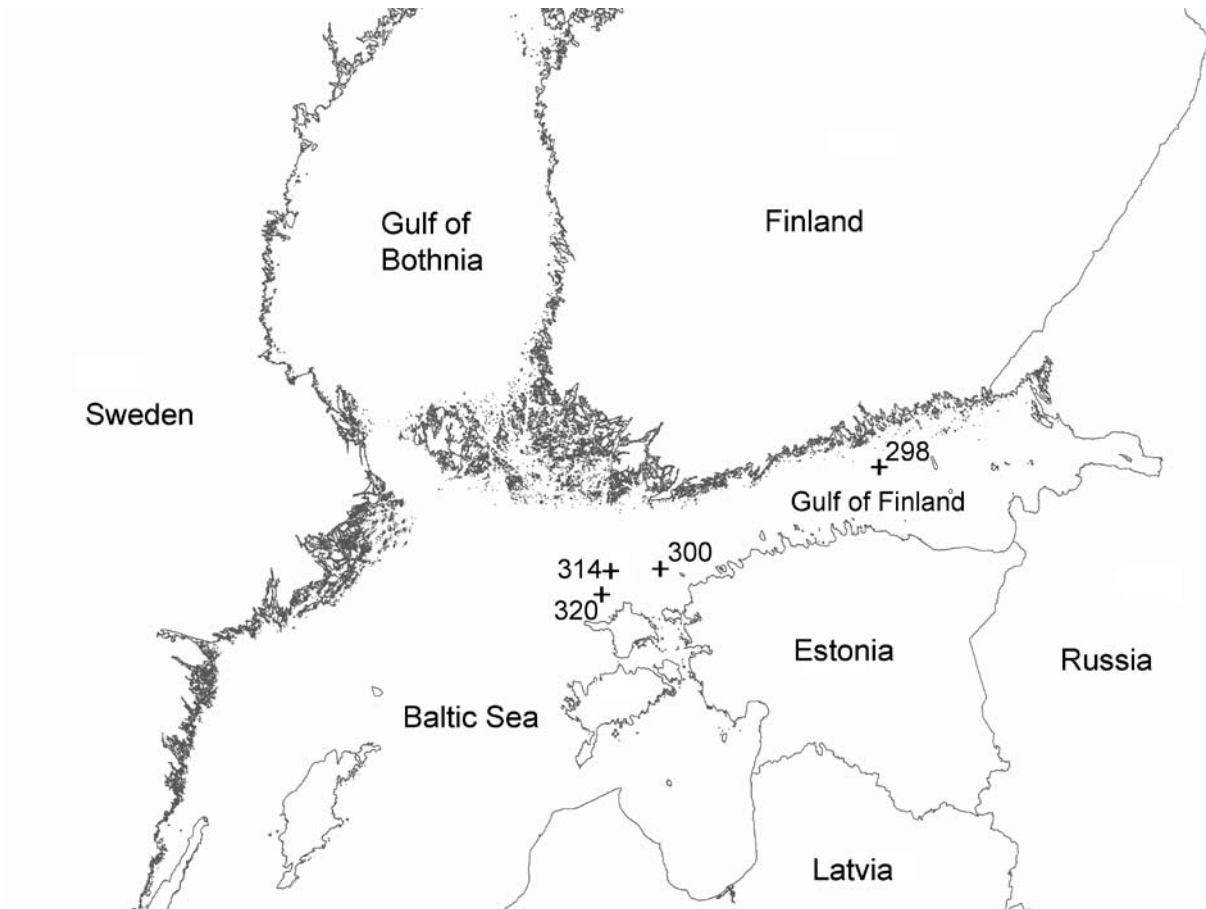 Gulf of
Bothnia
Finland
Sweden
298
Gulf of Finland
300
314
320
Estonia
Russia
Baltic Sea
Latvia